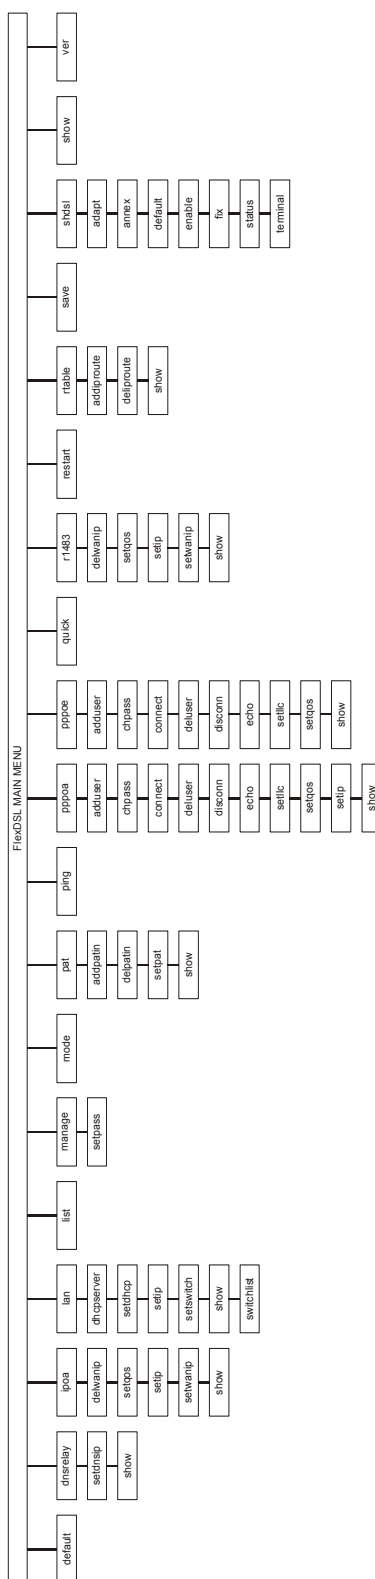 FlexDSL MAIN MENU
default
dnsrelay
setdnsip
show
ipoa
delwanip
setqos
setip
setwanip
show
lan
dhcpserver
setdhcp
setip
setswitch
show
switchlist
list
manage
setpass
mode
pat
addpatin
delpatin
setpat
show
ping
pppoa
adduser
chpass
connect
deluser
disconn
echo
setllc
setqos
setip
show
pppoe
adduser
chpass
connect
deluser
disconn
echo
setllc
setqos
show
quick
r1483
delwanip
setqos
setip
setwanip
show
restart
rtable
addiproute
deliproute
show
save
shdsl
adapt
annex
default
enable
fix
status
terminal
show
ver